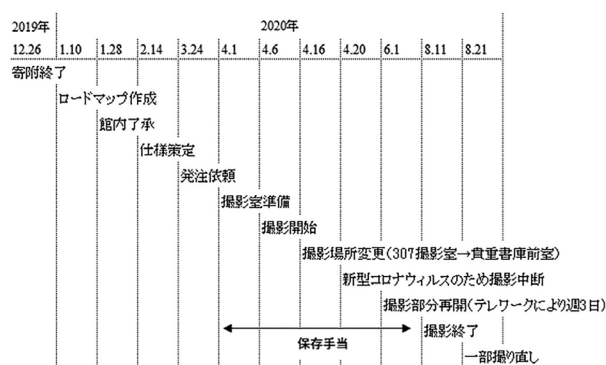 2019年 2020年
12.26 1.10 1.28 2.14 3.24 4.1 4.6 4.16 4.20 6.1 8.11 8.21
寄附終了
ロードマップ作成
館内了承
仕様策定
発注依頼
撮影室準備
撮影開始
撮影場所変更(307撮影室→貴重書庫前室)
新型コロナウィルスのため撮影中断
撮影部分再開(テレワークにより週3日)
撮影終了
保存手当
一部撮り直し